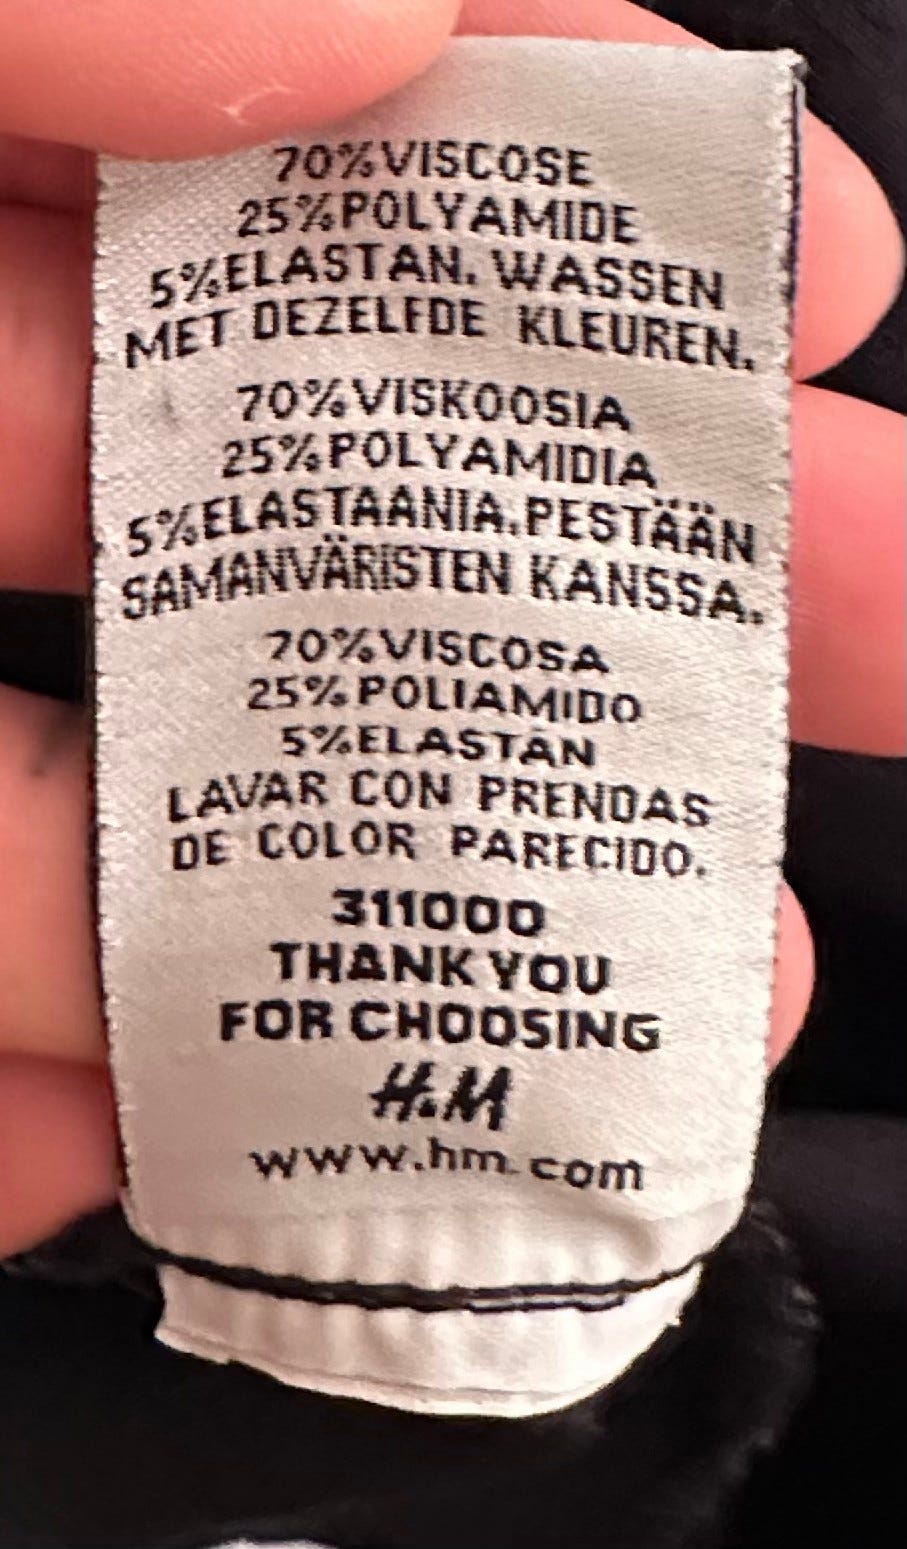 70%VISCOSE
25%POLYAMIDE
5%ELASTAN. WASSEN
MET DEZELFDE KLEUREN.
70%VISKOOSIA
25%POLYAMIDIA
5%ELASTAANIA.PESTÄÄN
SAMANVÄRISTEN KANSSA.
70%VISCOSA
25%POLIAMIDO
5%ELASTÁN
LAVAR CON PRENDAS
DE COLOR PARECIDO.
311000
THANK YOU
FOR CHOOSING
H&M
www.hm.com